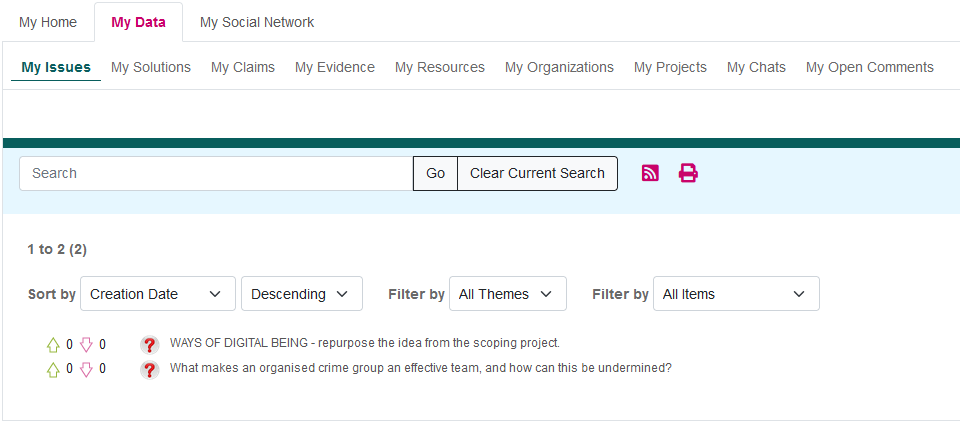 My Home My Data My Social Network
My Issues My Solutions My Claims My Evidence My Resources My Organizations My Projects My Chats My Open Comments
Search Go Clear Current Search
1 to 2 (2)
Sort by Creation Date Descending Filter by All Themes Filter by All Items
0 0 ? WAYS OF DIGITAL BEING - repurpose the idea from the scoping project.
0 0 ? What makes an organised crime group an effective team, and how can this be undermined?